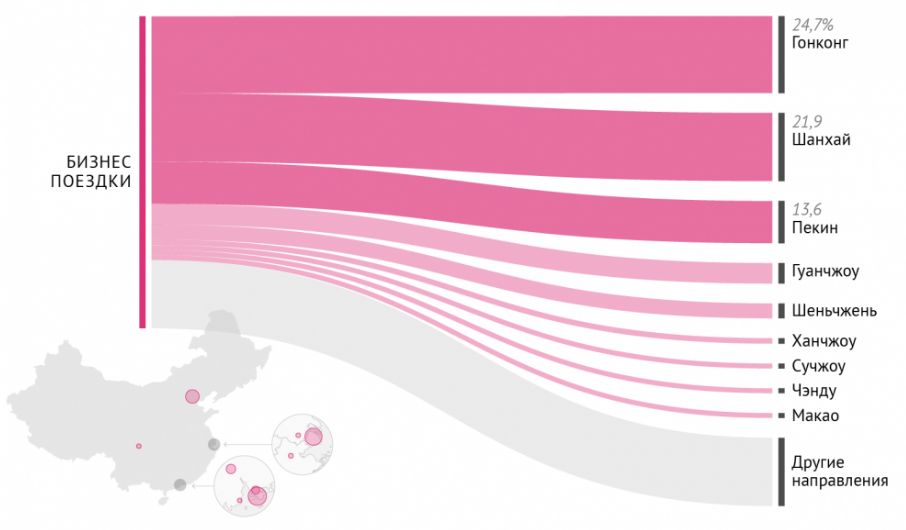 24,7%
Гонконг
21,9
Шанхай
БИЗНЕС
ПОЕЗДКИ
13,6
Пекин
Гуанчжоу
Шеньчжень
Ханчжоу
Сучжоу
Чэнду
Макао
Другие
направления